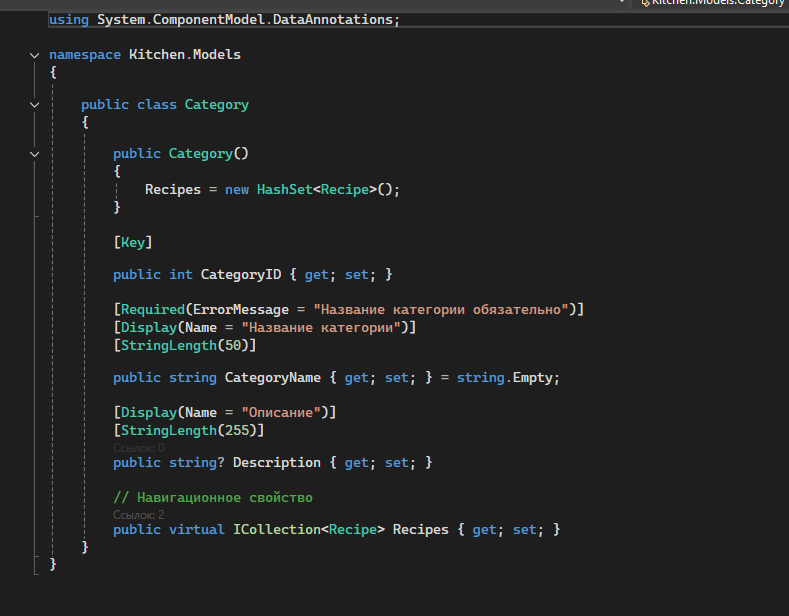 Kitchen.Models.Category
using System.ComponentModel.DataAnnotations;
namespace Kitchen.Models
{
public class Category
{
public Category()
{
Recipes = new HashSet<Recipe>();
}
[Key]
public int CategoryID { get; set; }
[Required(ErrorMessage = "Название категории обязательно")]
[Display(Name = "Название категории")]
[StringLength(50)]
public string CategoryName { get; set; } = string.Empty;
[Display(Name = "Описание")]
[StringLength(255)]
Ссылок: 0
public string? Description { get; set; }
// Навигационное свойство
Ссылок: 2
public virtual ICollection<Recipe> Recipes { get; set; }
}
}